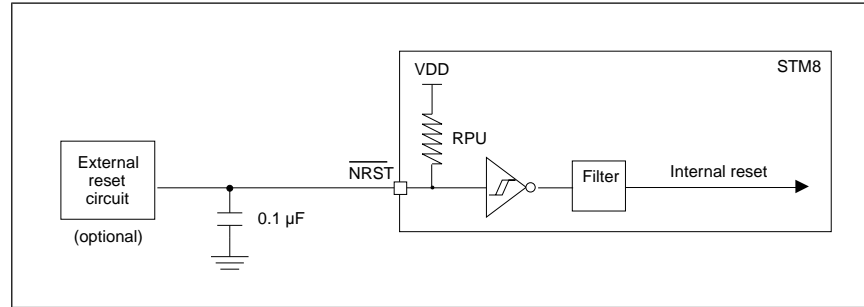 STM8
VDD
RPU
External
reset
circuit
(optional)
NRST
0.1 µF
Filter
Internal reset